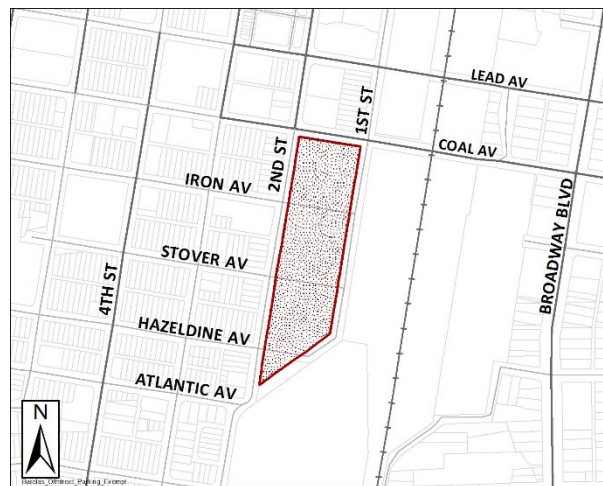 LEAD AV
1ST ST
COAL AV
2ND ST
IRON AV
STOVER AV
4TH ST
BROADWAY BLVD
HAZELDINE AV
ATLANTIC AV
N